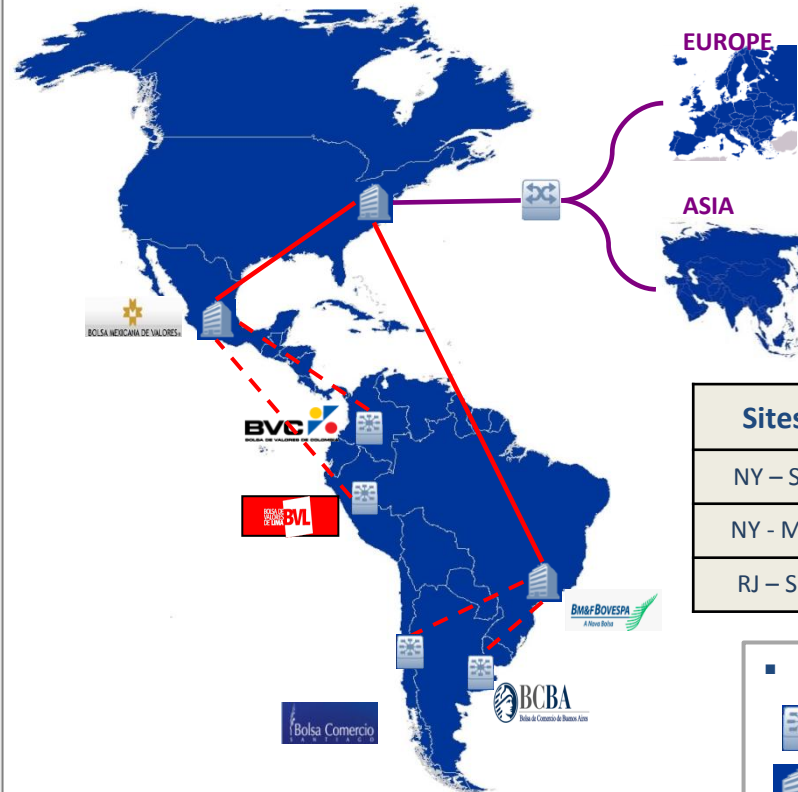 EUROPE
ASIA
BOLSA MEXICANA DE VALORES
BVC
BOLSA DE VALORES DE COLOMBIA
BOLSA DE
VALORES
DE LIMA
BVL
Sites
NY – S
NY - M
RJ – S
BM&FBOVESPA
A Nova Bolsa
BCBA
Bolsa de Comercio de Buenos Aires
Bolsa Comercio
SANTIAGO